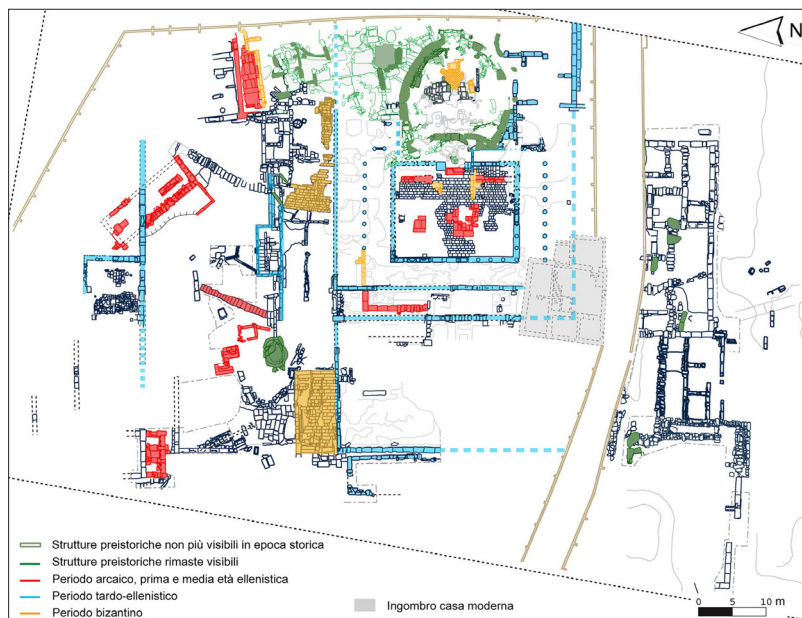 N
Strutture preistoriche non più visibili in epoca storica
Strutture preistoriche rimaste visibili
Periodo arcaico, prima e media età ellenistica
Periodo tardo-ellenistico
Periodo bizantino
Ingombro casa moderna
0 5 10 m